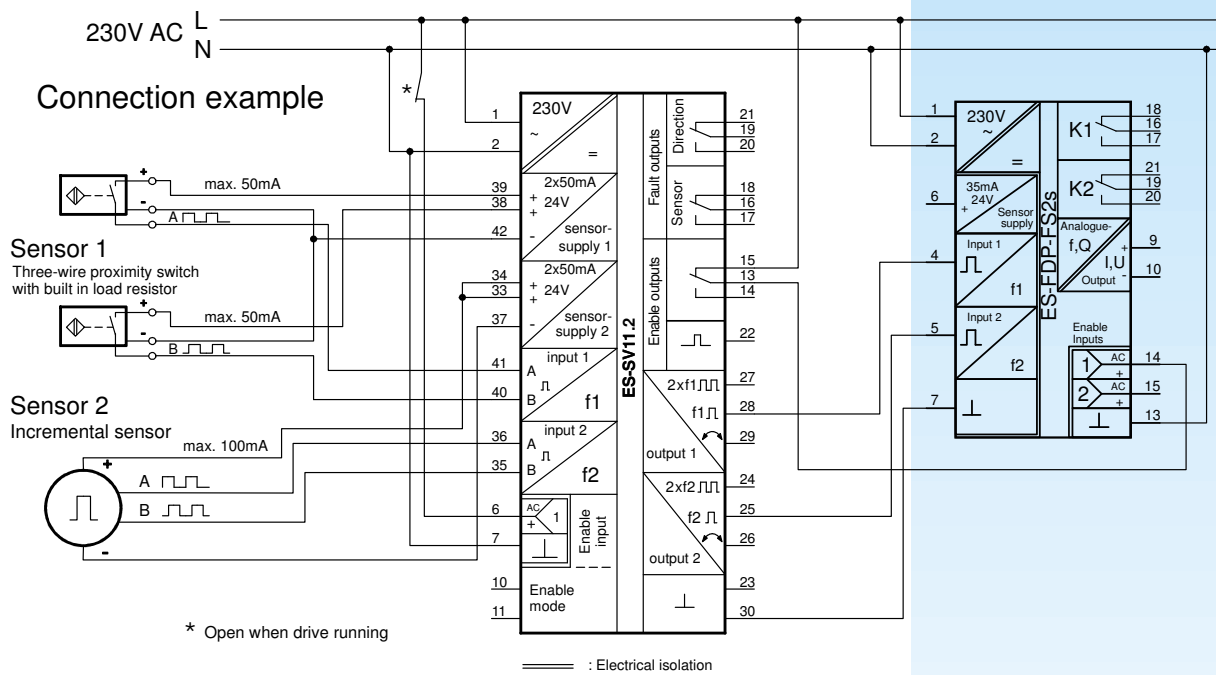 230V AC
L
N
Connection example
*
+
max. 50mA
-
A
Sensor 1
Three-wire proximity switch
with built in load resistor
+
max. 50mA
-
B
Sensor 2
Incremental sensor
max. 100mA
+
A
B
-
* Open when drive running
1
2
39
38
42
34
33
37
41
40
36
35
6
7
10
11
230V
~
=
2x50mA
+ 24V
+
- sensor-
supply 1
2x50mA
+ 24V
+
- sensor-
supply 2
input 1
A
B
f1
input 2
A
B
f2
AC
+
1
Enable
input
Enable
mode
ES-SV11.2
Fault outputs
Direction
Sensor
Enable outputs
2xf1
f1
output 1
2xf2
f2
output 2
21
19
20
18
16
17
15
13
14
22
27
28
29
24
25
26
23
30
: Electrical isolation
1
2
6
4
5
7
230V
~
=
35mA
24V
+ Sensor
supply
Input 1
f1
Input 2
f2
ES-FDP-FS2s
K1
K2
Analogue-
f,Q
I,U
+
-
Output
Enable
Inputs
1
AC
+
2
AC
+
18
16
17
21
19
20
9
10
14
15
13